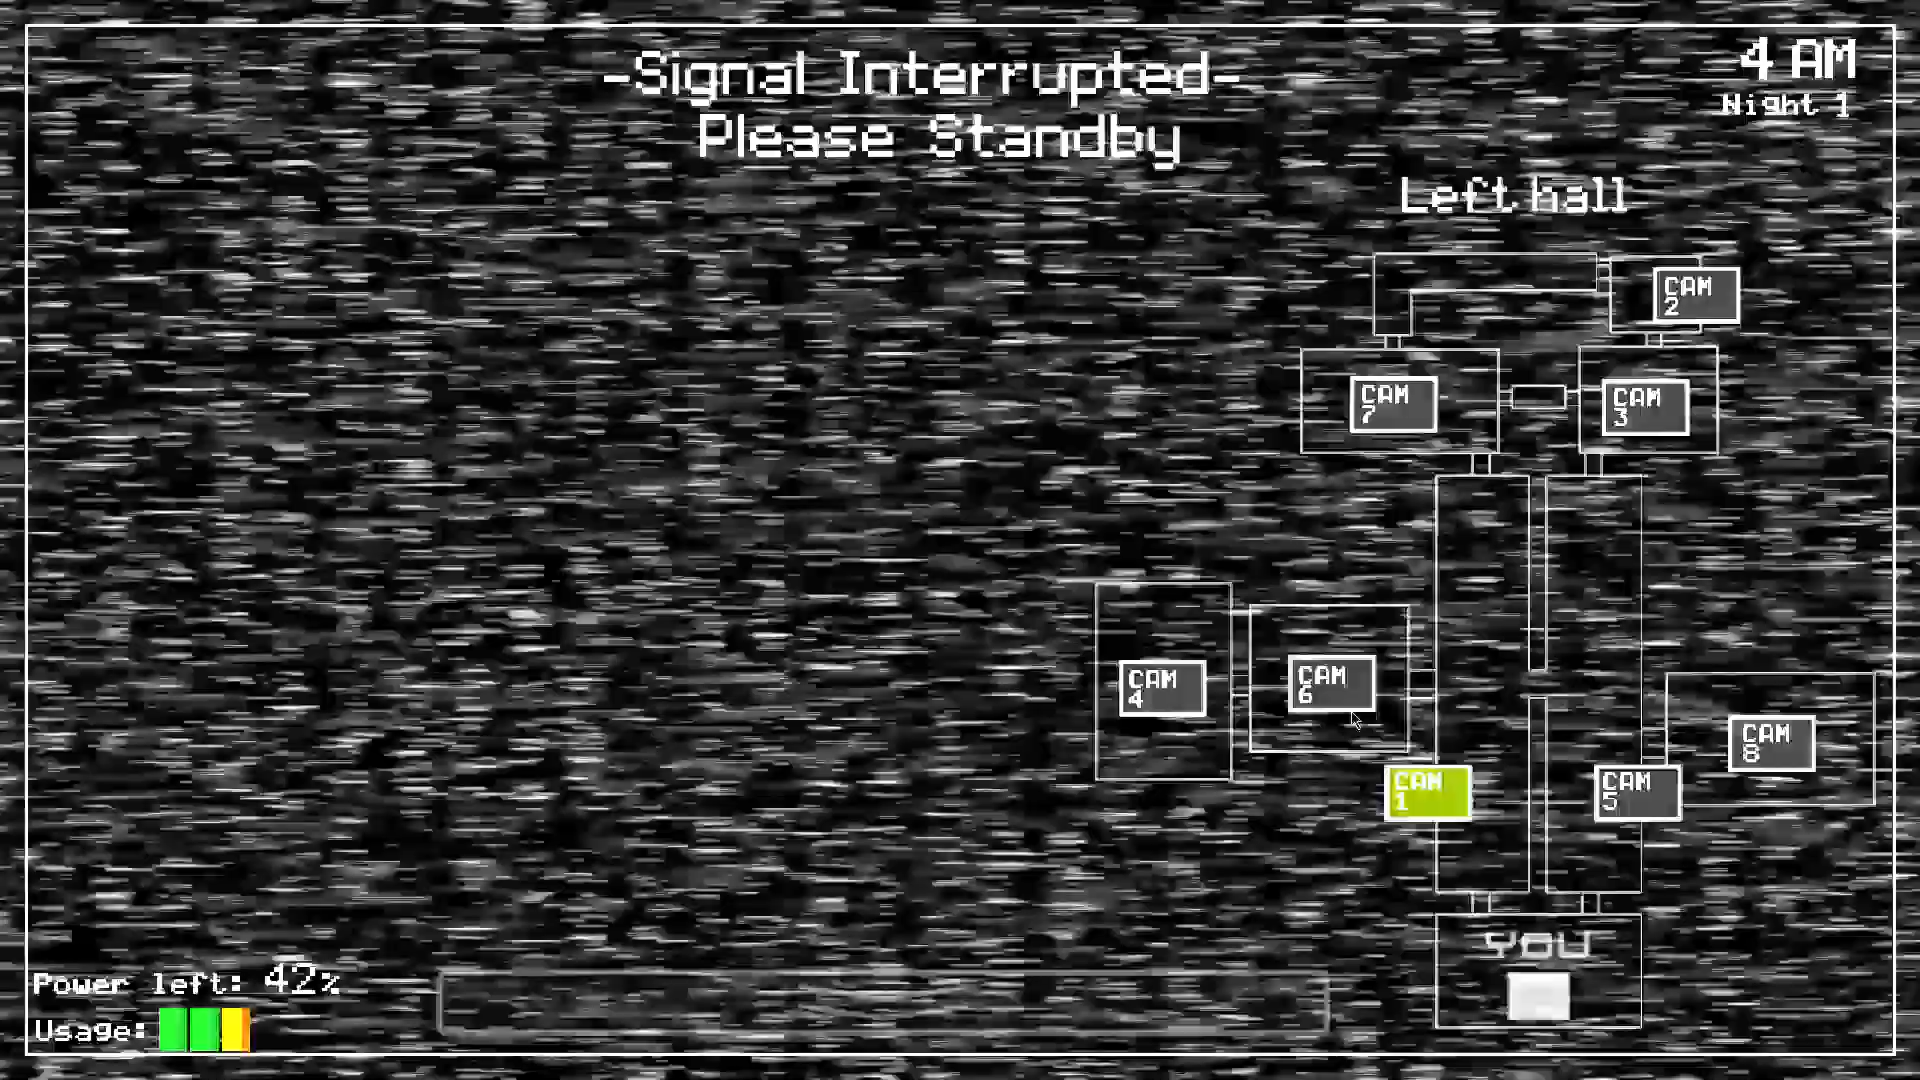 -Signal Interrupted-
Please Standby
4 AM
Night 1
Left hall
CAM
2
CAM
7
CAM
3
CAM
4
CAM
6
CAM
8
CAM
1
CAM
5
YOU
Power left: 42%
Usage: